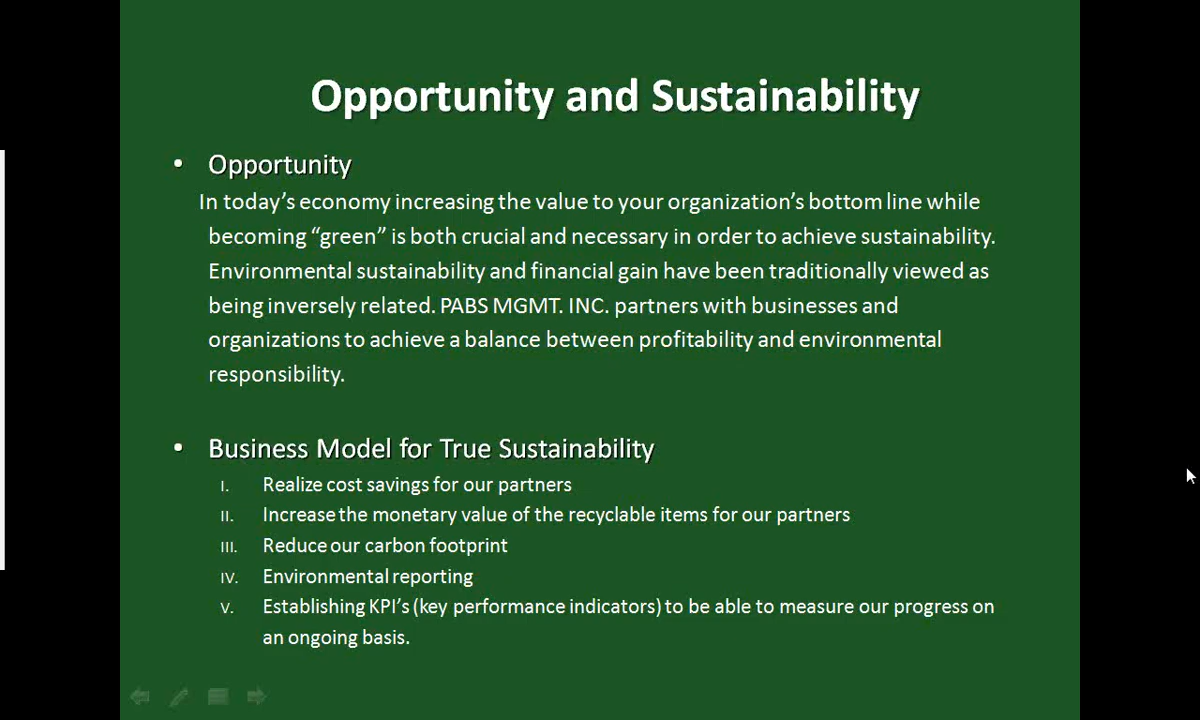 Opportunity and Sustainability
• Opportunity
In today’s economy increasing the value to your organization’s bottom line while
becoming “green” is both crucial and necessary in order to achieve sustainability.
Environmental sustainability and financial gain have been traditionally viewed as
being inversely related. PABS MGMT. INC. partners with businesses and
organizations to achieve a balance between profitability and environmental
responsibility.
• Business Model for True Sustainability
I. Realize cost savings for our partners
II. Increase the monetary value of the recyclable items for our partners
III. Reduce our carbon footprint
IV. Environmental reporting
V. Establishing KPI’s (key performance indicators) to be able to measure our progress on
an ongoing basis.